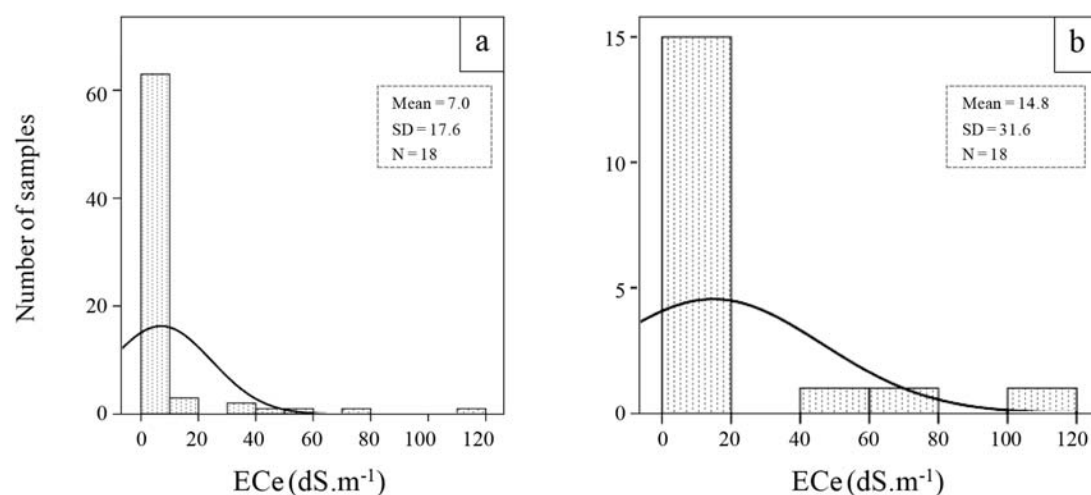 a
Mean = 7.0
SD = 17.6
N = 18
60
40
20
0
Number of samples
0 20 40 60 80 100 120
ECe (dS.m⁻¹)
b
Mean = 14.8
SD = 31.6
N = 18
15
10
5
0
0 20 40 60 80 100 120
ECe (dS.m⁻¹)